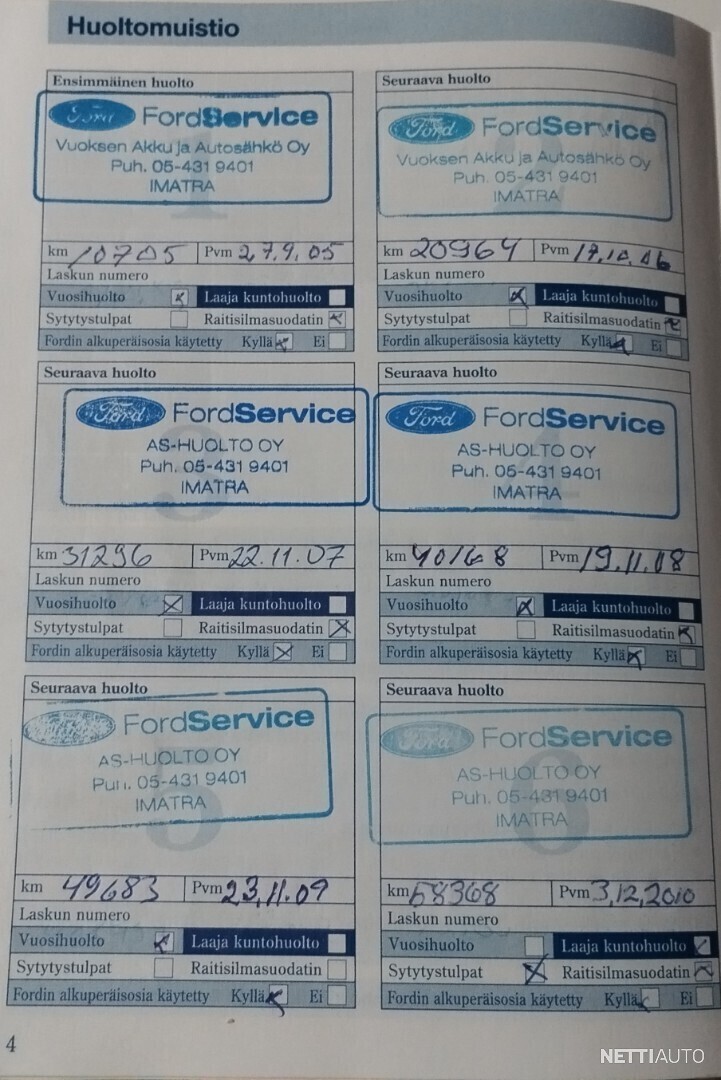 Huoltomuistio
Ensimmäinen huolto
Ford FordService
Vuoksen Akku ja Autosähkö Oy
Puh. 05-431 9401
IMATRA
1
km 10705 Pvm 27.9.05
Laskun numero
Vuosihuolto Laaja kuntohuolto
Sytytystulpat Raitisilmasuodatin
Fordin alkuperäisosia käytetty Kyllä Ei
Seuraava huolto
Ford FordService
Vuoksen Akku ja Autosähkö Oy
Puh. 05-431 9401
IMATRA
2
km 20964 Pvm 17.10.06
Laskun numero
Vuosihuolto Laaja kuntohuolto
Sytytystulpat Raitisilmasuodatin
Fordin alkuperäisosia käytetty Kyllä Ei
Seuraava huolto
Ford FordService
AS-HUOLTO OY
Puh. 05-431 9401
IMATRA
3
km 31296 Pvm 22.11.07
Laskun numero
Vuosihuolto Laaja kuntohuolto
Sytytystulpat Raitisilmasuodatin
Fordin alkuperäisosia käytetty Kyllä Ei
Seuraava huolto
Ford FordService
AS-HUOLTO OY
Puh. 05-431 9401
IMATRA
4
km 40168 Pvm 19.11.08
Laskun numero
Vuosihuolto Laaja kuntohuolto
Sytytystulpat Raitisilmasuodatin
Fordin alkuperäisosia käytetty Kyllä Ei
Seuraava huolto
Ford FordService
AS-HUOLTO OY
Puh. 05-431 9401
IMATRA
5
km 49683 Pvm 23.11.09
Laskun numero
Vuosihuolto Laaja kuntohuolto
Sytytystulpat Raitisilmasuodatin
Fordin alkuperäisosia käytetty Kyllä Ei
Seuraava huolto
Ford FordService
AS-HUOLTO OY
Puh. 05-431 9401
IMATRA
6
km 58368 Pvm 3,12,2010
Laskun numero
Vuosihuolto Laaja kuntohuolto
Sytytystulpat Raitisilmasuodatin
Fordin alkuperäisosia käytetty Kyllä Ei
4
NETTIAUTO